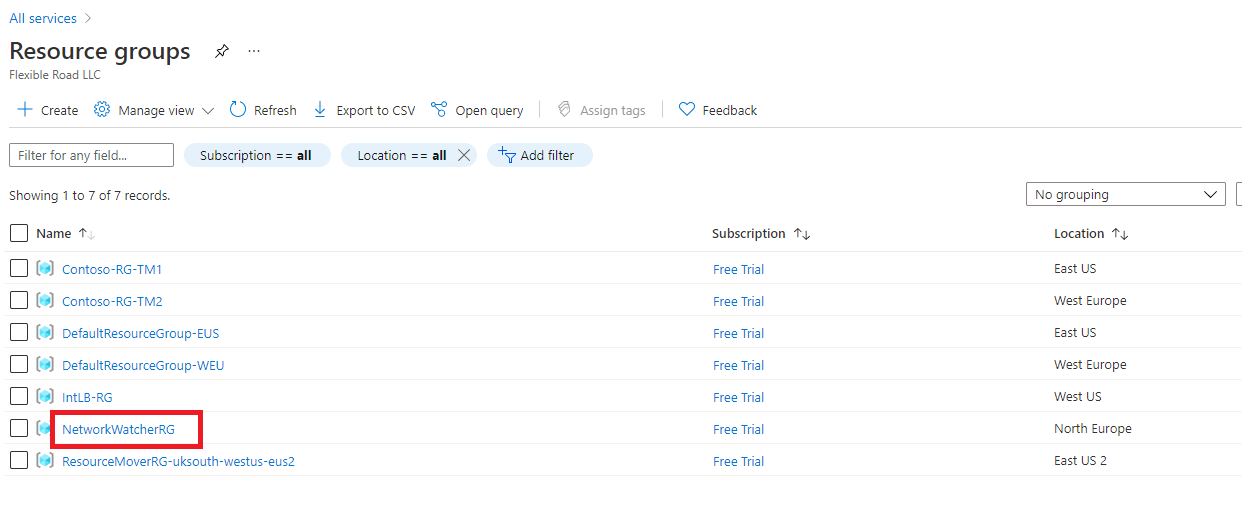 All services >
Resource groups ...
Flexible Road LLC
Create Manage view Refresh Export to CSV Open query Assign tags Feedback
Filter for any field... Subscription == all Location == all Add filter
Showing 1 to 7 of 7 records. No grouping
Name Subscription Location
Contoso-RG-TM1 Free Trial East US
Contoso-RG-TM2 Free Trial West Europe
DefaultResourceGroup-EUS Free Trial East US
DefaultResourceGroup-WEU Free Trial West Europe
IntLB-RG Free Trial West US
NetworkWatcherRG Free Trial North Europe
ResourceMoverRG-uksouth-westus-eus2 Free Trial East US 2